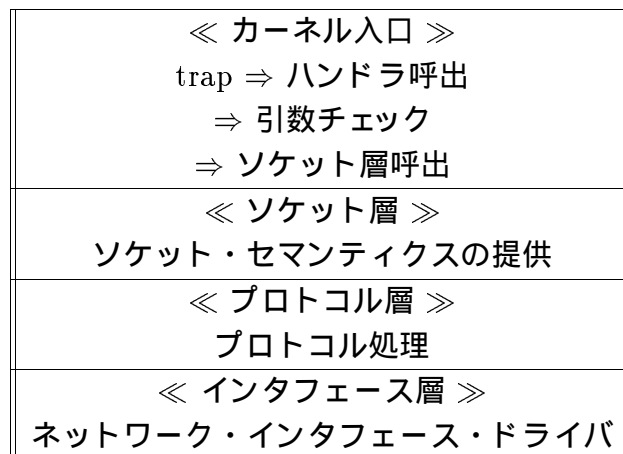 ≪ カーネル入口 ≫
trap ⇒ ハンドラ呼出
⇒ 引数チェック
⇒ ソケット層呼出
≪ ソケット層 ≫
ソケット・セマンティクスの提供
≪ プロトコル層 ≫
プロトコル処理
≪ インタフェース層 ≫
ネットワーク・インタフェース・ドライバ